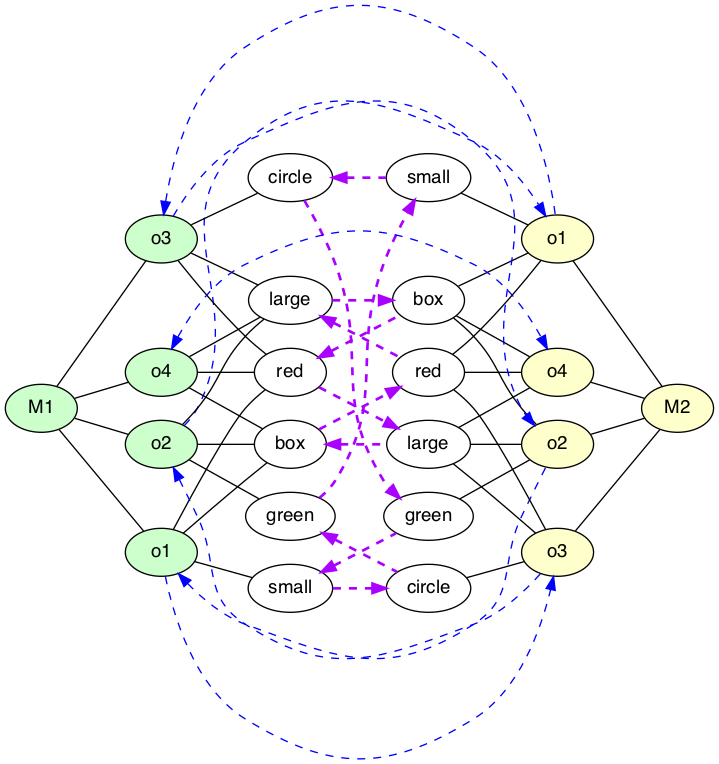 circle small
o3 o1
large box
o4 red red o4
M1 M2
o2 box large o2
green green
o1 o3
small circle